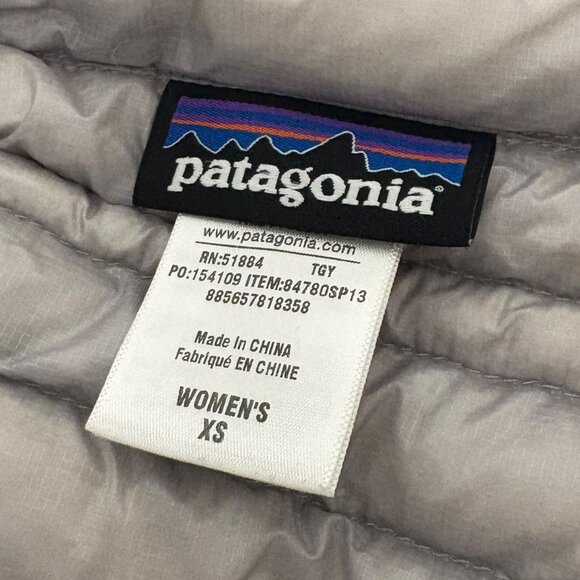 patagonia®
www.patagonia.com
RN:51884 TGY
PO:154109 ITEM:84780SP13
885657818358
Made In CHINA
Fabriqué EN CHINE
WOMEN'S
XS